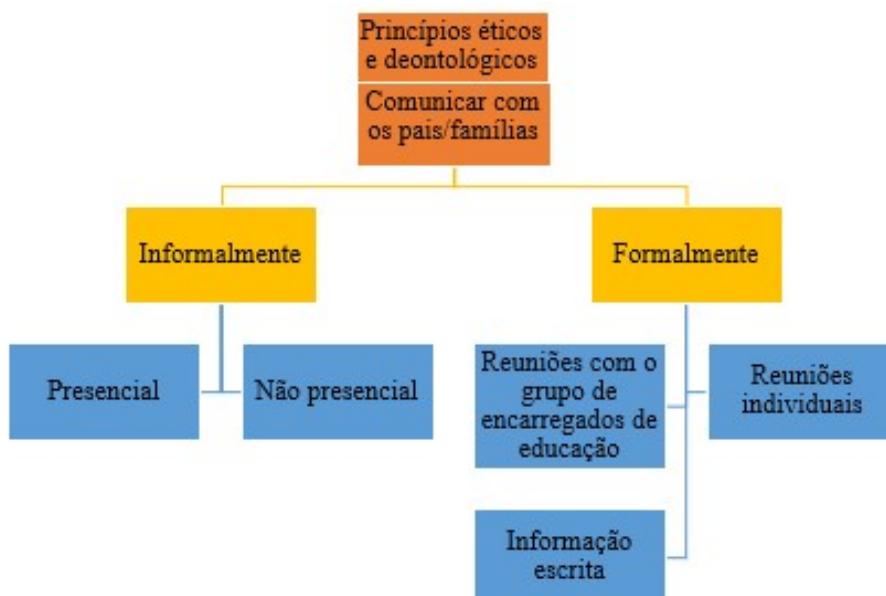 Princípios éticos
e deontológicos
Comunicar com
os pais/famílias
Informalmente
Formalmente
Presencial
Não presencial
Reuniões com o
grupo de
encarregados de
educação
Reuniões
individuais
Informação
escrita